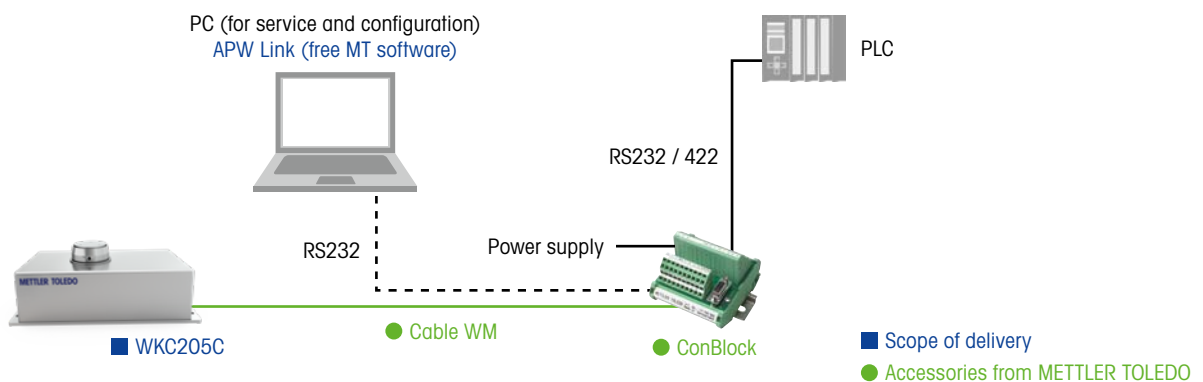 PC (for service and configuration)
APW Link (free MT software)
PLC
RS232 / 422
RS232
Power supply
METTLER TOLEDO
Cable WM
WKC205C
ConBlock
Scope of delivery
Accessories from METTLER TOLEDO